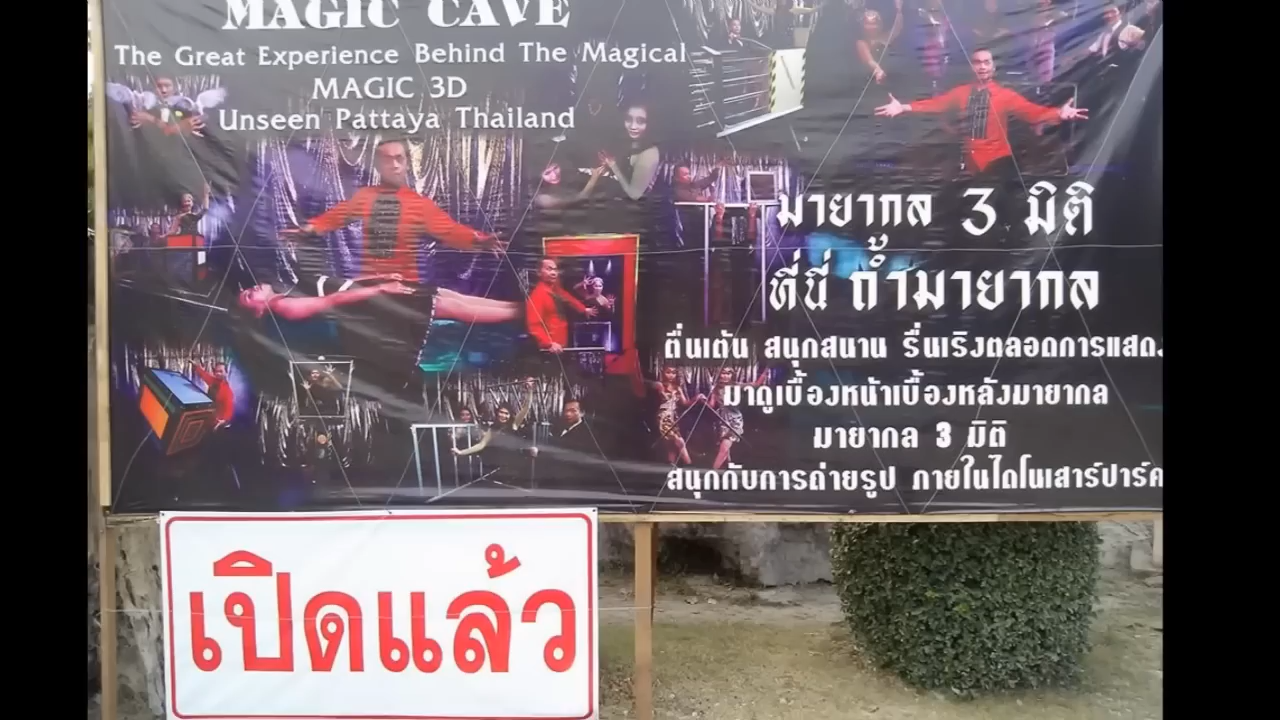 MAGIC CAVE
The Great Experience Behind The Magical
MAGIC 3D
Unseen Pattaya Thailand
มายากล 3 มิติ
ที่นี่ ถ้ำมายากล
ตื่นเต้น สนุกสนาน รื่นเริงตลอดการแสดง
มาดูเบื้องหน้าเบื้องหลังมายากล
มายากล 3 มิติ
สนุกกับการถ่ายรูป ภายในไดโนเสาร์ปาร์ค
เปิดแล้ว